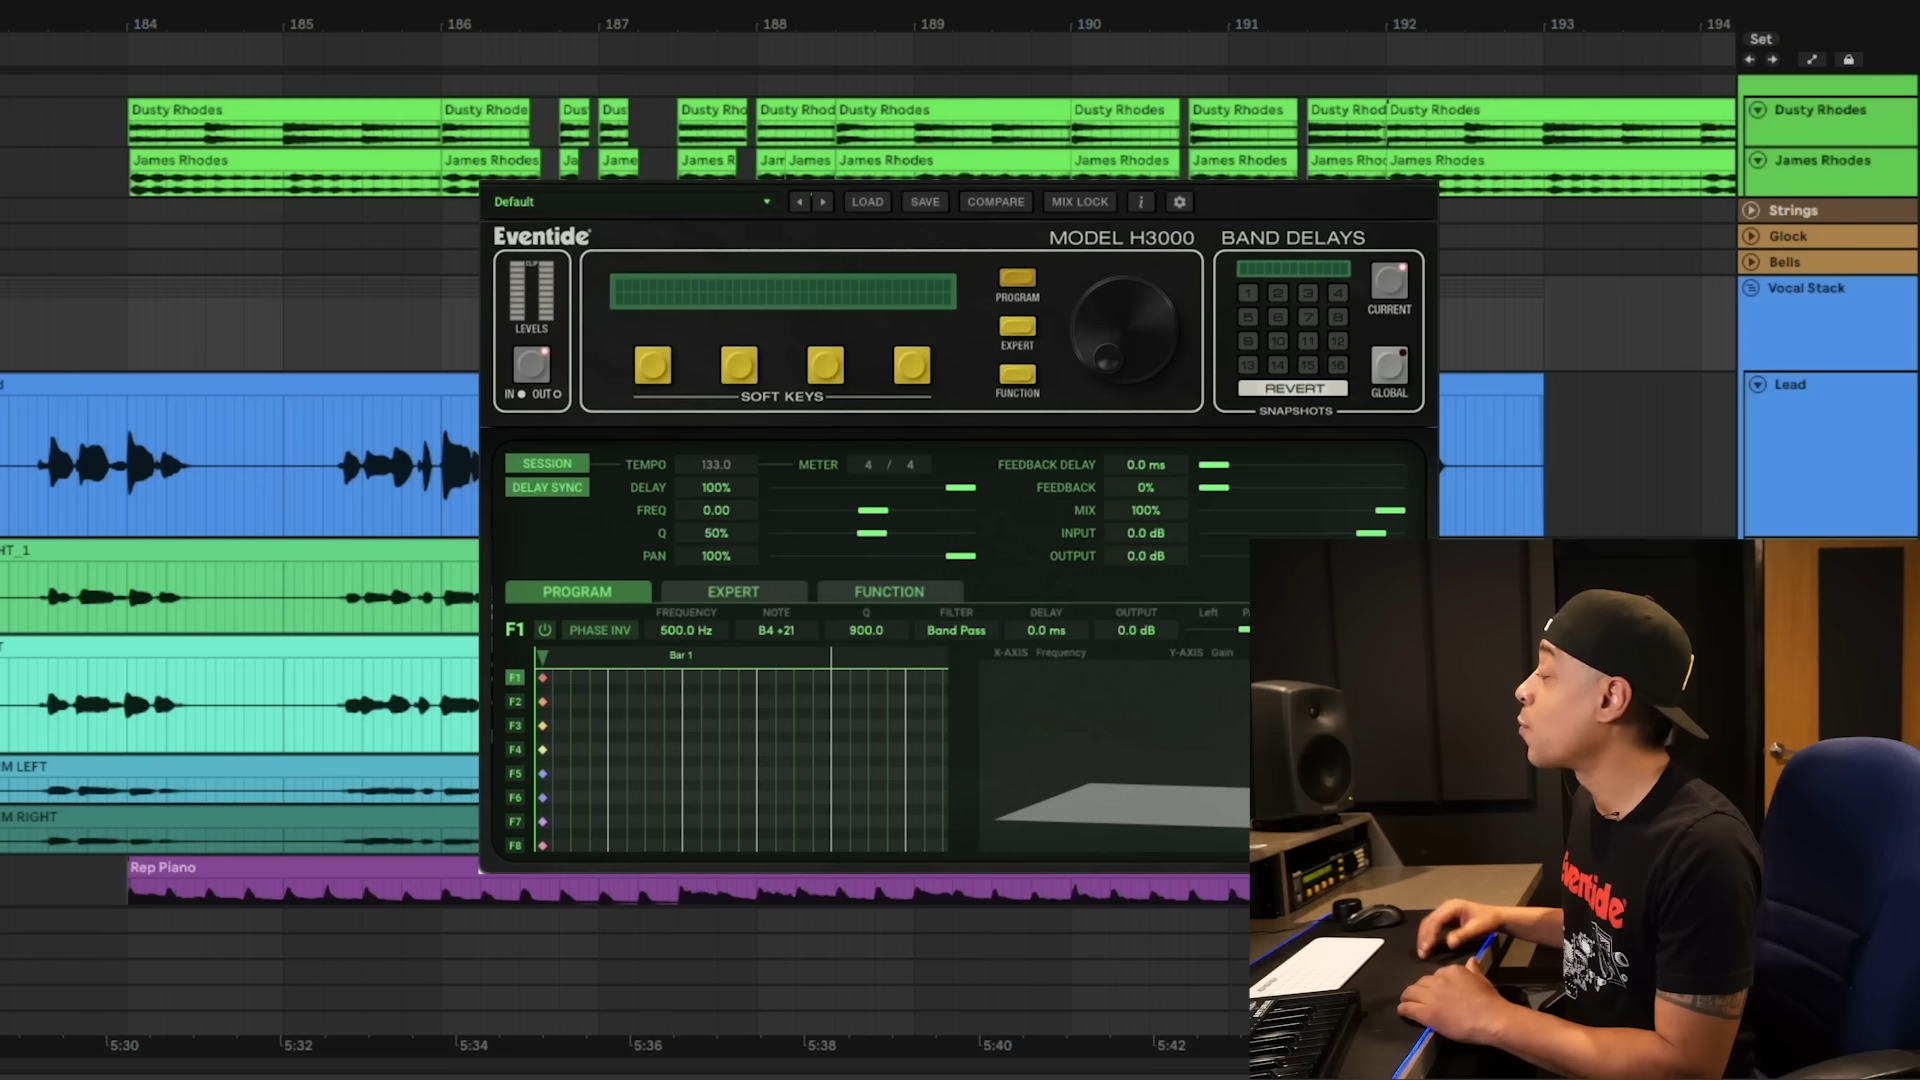 184 185 186 187 188 189 190 191 192 193 194
Set
Dusty Rhodes Dusty Rhode Dus Dus Dusty Rho Dusty Rhod Dusty Rhodes Dusty Rhodes Dusty Rhodes Dusty Rhod Dusty Rhodes Dusty Rhodes
James Rhodes James Rhodes Ja Jame James R Jam James James Rhodes James Rhodes James Rhodes James Rhod James Rhodes James Rhodes
Default LOAD SAVE COMPARE MIX LOCK i
Strings
Glock
Bells
Vocal Stack
Lead
Eventide MODEL H3000 BAND DELAYS
CLIP
LEVELS
IN OUT
SOFT KEYS
PROGRAM
EXPERT
FUNCTION
1 2 3 4
5 6 7 8
9 10 11 12
13 14 15 16
REVERT
SNAPSHOTS
CURRENT
GLOBAL
d
SESSION TEMPO 133.0 METER 4 / 4 FEEDBACK DELAY 0.0 ms
DELAY SYNC DELAY 100% FEEDBACK 0%
FREQ 0.00 MIX 100%
Q 50% INPUT 0.0 dB
PAN 100% OUTPUT 0.0 dB
HT_1
PROGRAM EXPERT FUNCTION
FREQUENCY NOTE Q FILTER DELAY OUTPUT Left P
F1 PHASE INV 500.0 Hz B4 +21 900.0 Band Pass 0.0 ms 0.0 dB
T
Bar 1 X-AXIS Frequency Y-AXIS Gain
F1
F2
F3
F4
F5
F6
F7
F8
M LEFT
M RIGHT
Rep Piano
Eventide
5:30 5:32 5:34 5:36 5:38 5:40 5:42